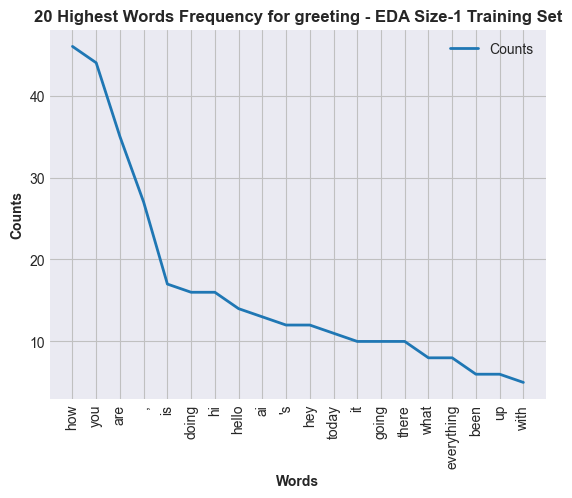 20 Highest Words Frequency for greeting - EDA Size-1 Training Set
Counts
Counts
40
30
20
10
how
you
are
,
is
doing
hi
hello
ai
's
hey
today
it
going
there
what
everything
been
up
with
Words